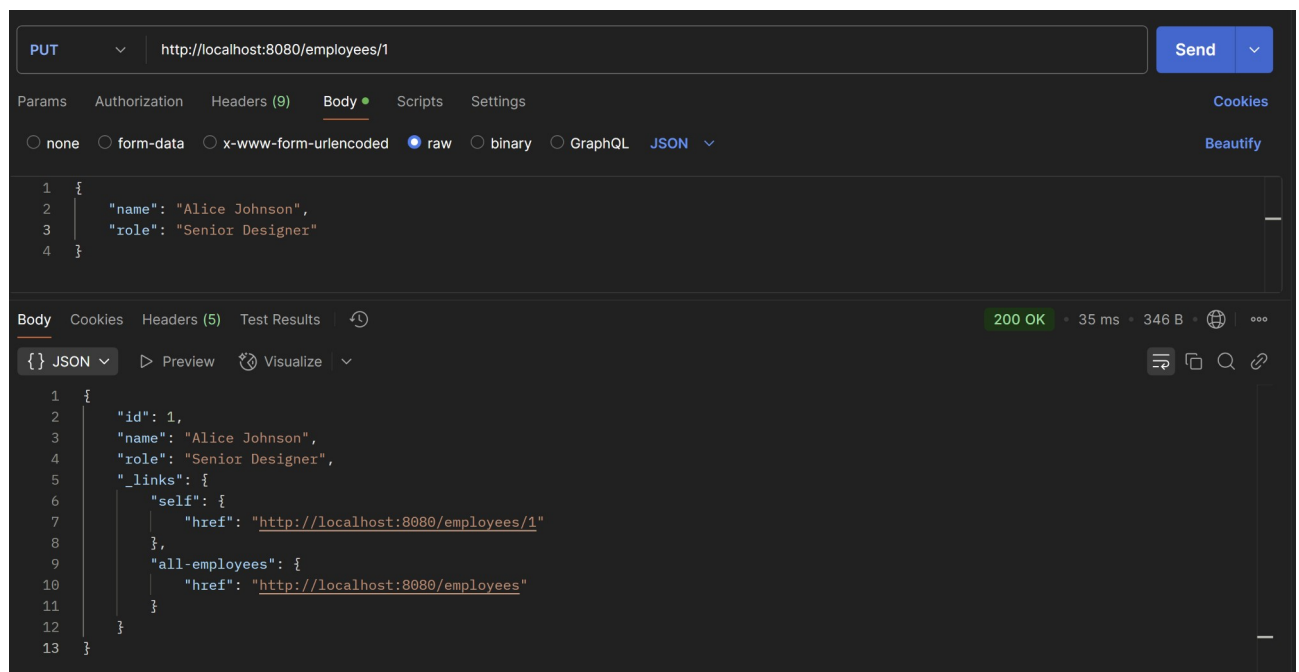 PUT http://localhost:8080/employees/1 Send
Params Authorization Headers (9) Body Scripts Settings Cookies
none form-data x-www-form-urlencoded raw binary GraphQL JSON Beautify
1 {
2 "name": "Alice Johnson",
3 "role": "Senior Designer"
4 }
Body Cookies Headers (5) Test Results 200 OK • 35 ms • 346 B •
{} JSON Preview Visualize
1 {
2 "id": 1,
3 "name": "Alice Johnson",
4 "role": "Senior Designer",
5 "_links": {
6 "self": {
7 "href": "http://localhost:8080/employees/1"
8 },
9 "all-employees": {
10 "href": "http://localhost:8080/employees"
11 }
12 }
13 }